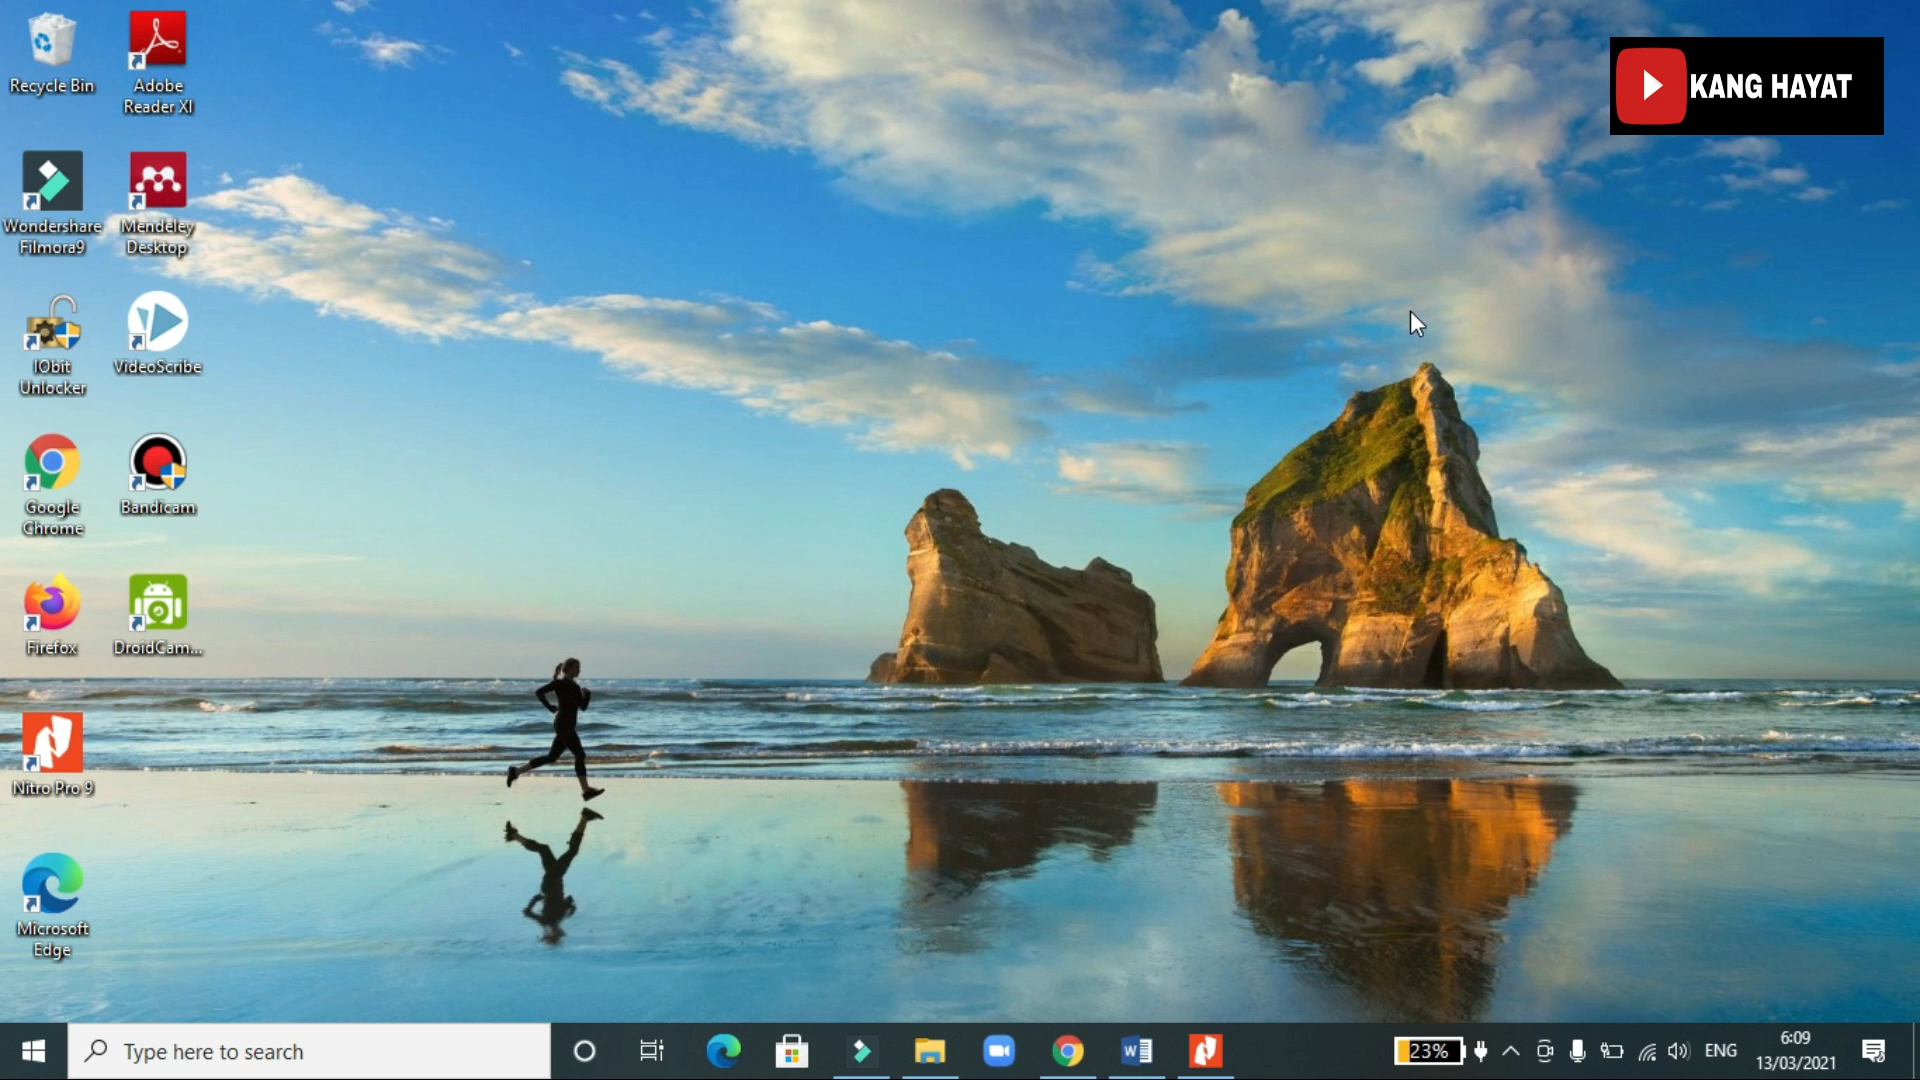 Recycle Bin
Adobe
Reader XI
KANG HAYAT
Wondershare
Filmora9
Mendeley
Desktop
IObit
Unlocker
VideoScribe
Google
Chrome
Bandicam
Firefox
DroidCam...
Nitro Pro 9
Microsoft
Edge
Type here to search
23%
ENG
6:09
13/03/2021